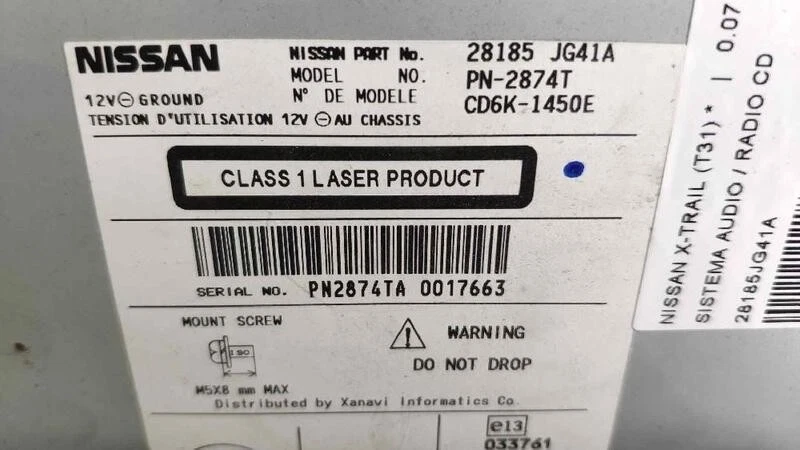 NISSAN
NISSAN PART No. 28185 JG41A
MODEL NO. PN-2874T
N° DE MODELE CD6K-1450E
12V⊖GROUND
TENSION D'UTILISATION 12V ⊖AU CHASSIS
CLASS 1 LASER PRODUCT
SERIAL NO. PN2874TA 0017663
MOUNT SCREW
ISO
M5X8 mm MAX
WARNING
DO NOT DROP
Distributed by Xanavi Informatics Co.
e13
033761
NISSAN X-TRAIL (T31) * | 0.07
SISTEMA AUDIO / RADIO CD
28185JG41A